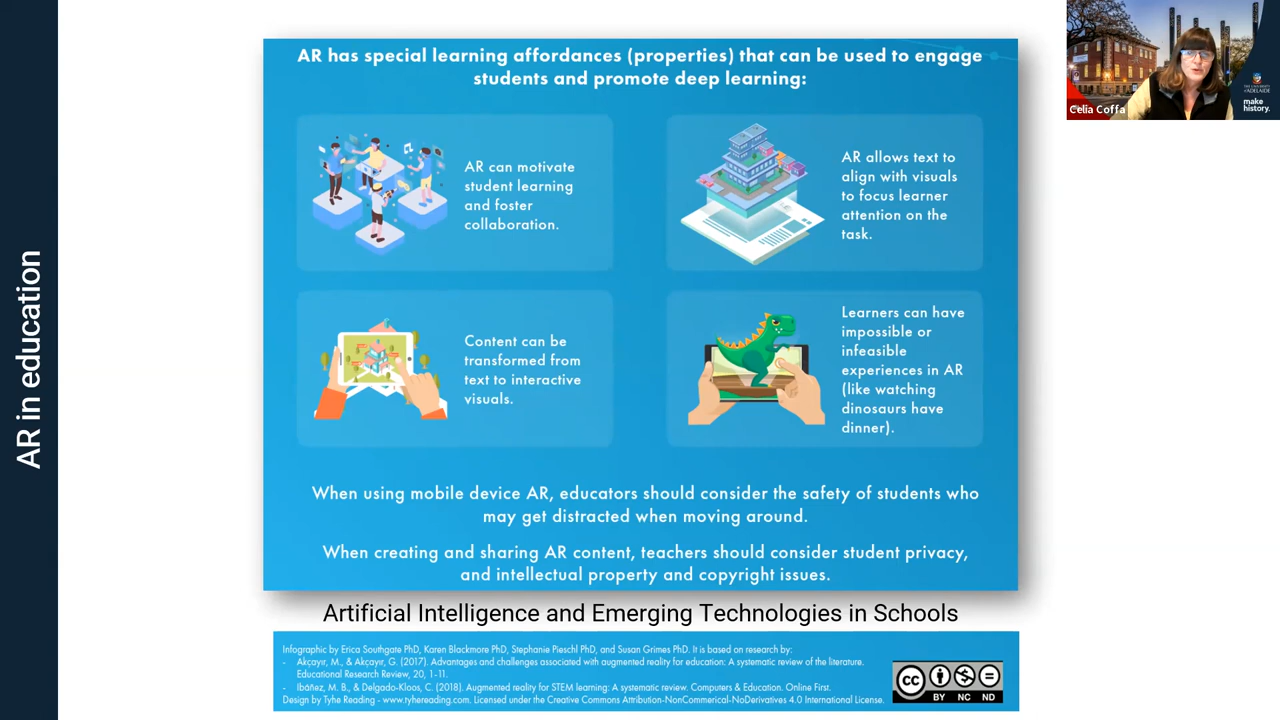 AR in education
AR has special learning affordances (properties) that can be used to engage
students and promote deep learning:
AR can motivate
student learning
and foster
collaboration.
AR allows text to
align with visuals
to focus learner
attention on the
task.
Content can be
transformed from
text to interactive
visuals.
Learners can have
impossible or
infeasible
experiences in AR
(like watching
dinosaurs have
dinner).
When using mobile device AR, educators should consider the safety of students who
may get distracted when moving around.
When creating and sharing AR content, teachers should consider student privacy,
and intellectual property and copyright issues.
Artificial Intelligence and Emerging Technologies in Schools
Infographic by Erica Southgate PhD, Karen Blackmore PhD, Stephanie Pieschl PhD, and Susan Grimes PhD. It is based on research by:
- Akçayır, M., & Akçayır, G. (2017). Advantages and challenges associated with augmented reality for education: A systematic review of the literature.
Educational Research Review, 20, 1-11.
- Ibáñez, M. B., & Delgado-Kloos, C. (2018). Augmented reality for STEM learning: A systematic review. Computers & Education. Online First.
Design by Tyhe Reading - www.tyhereading.com. Licensed under the Creative Commons Attribution-NonCommerical-NoDerivatives 4.0 International License.
cc
BY NC ND
Celia Coffa
THE UNIVERSITY
of ADELAIDE
make
history.